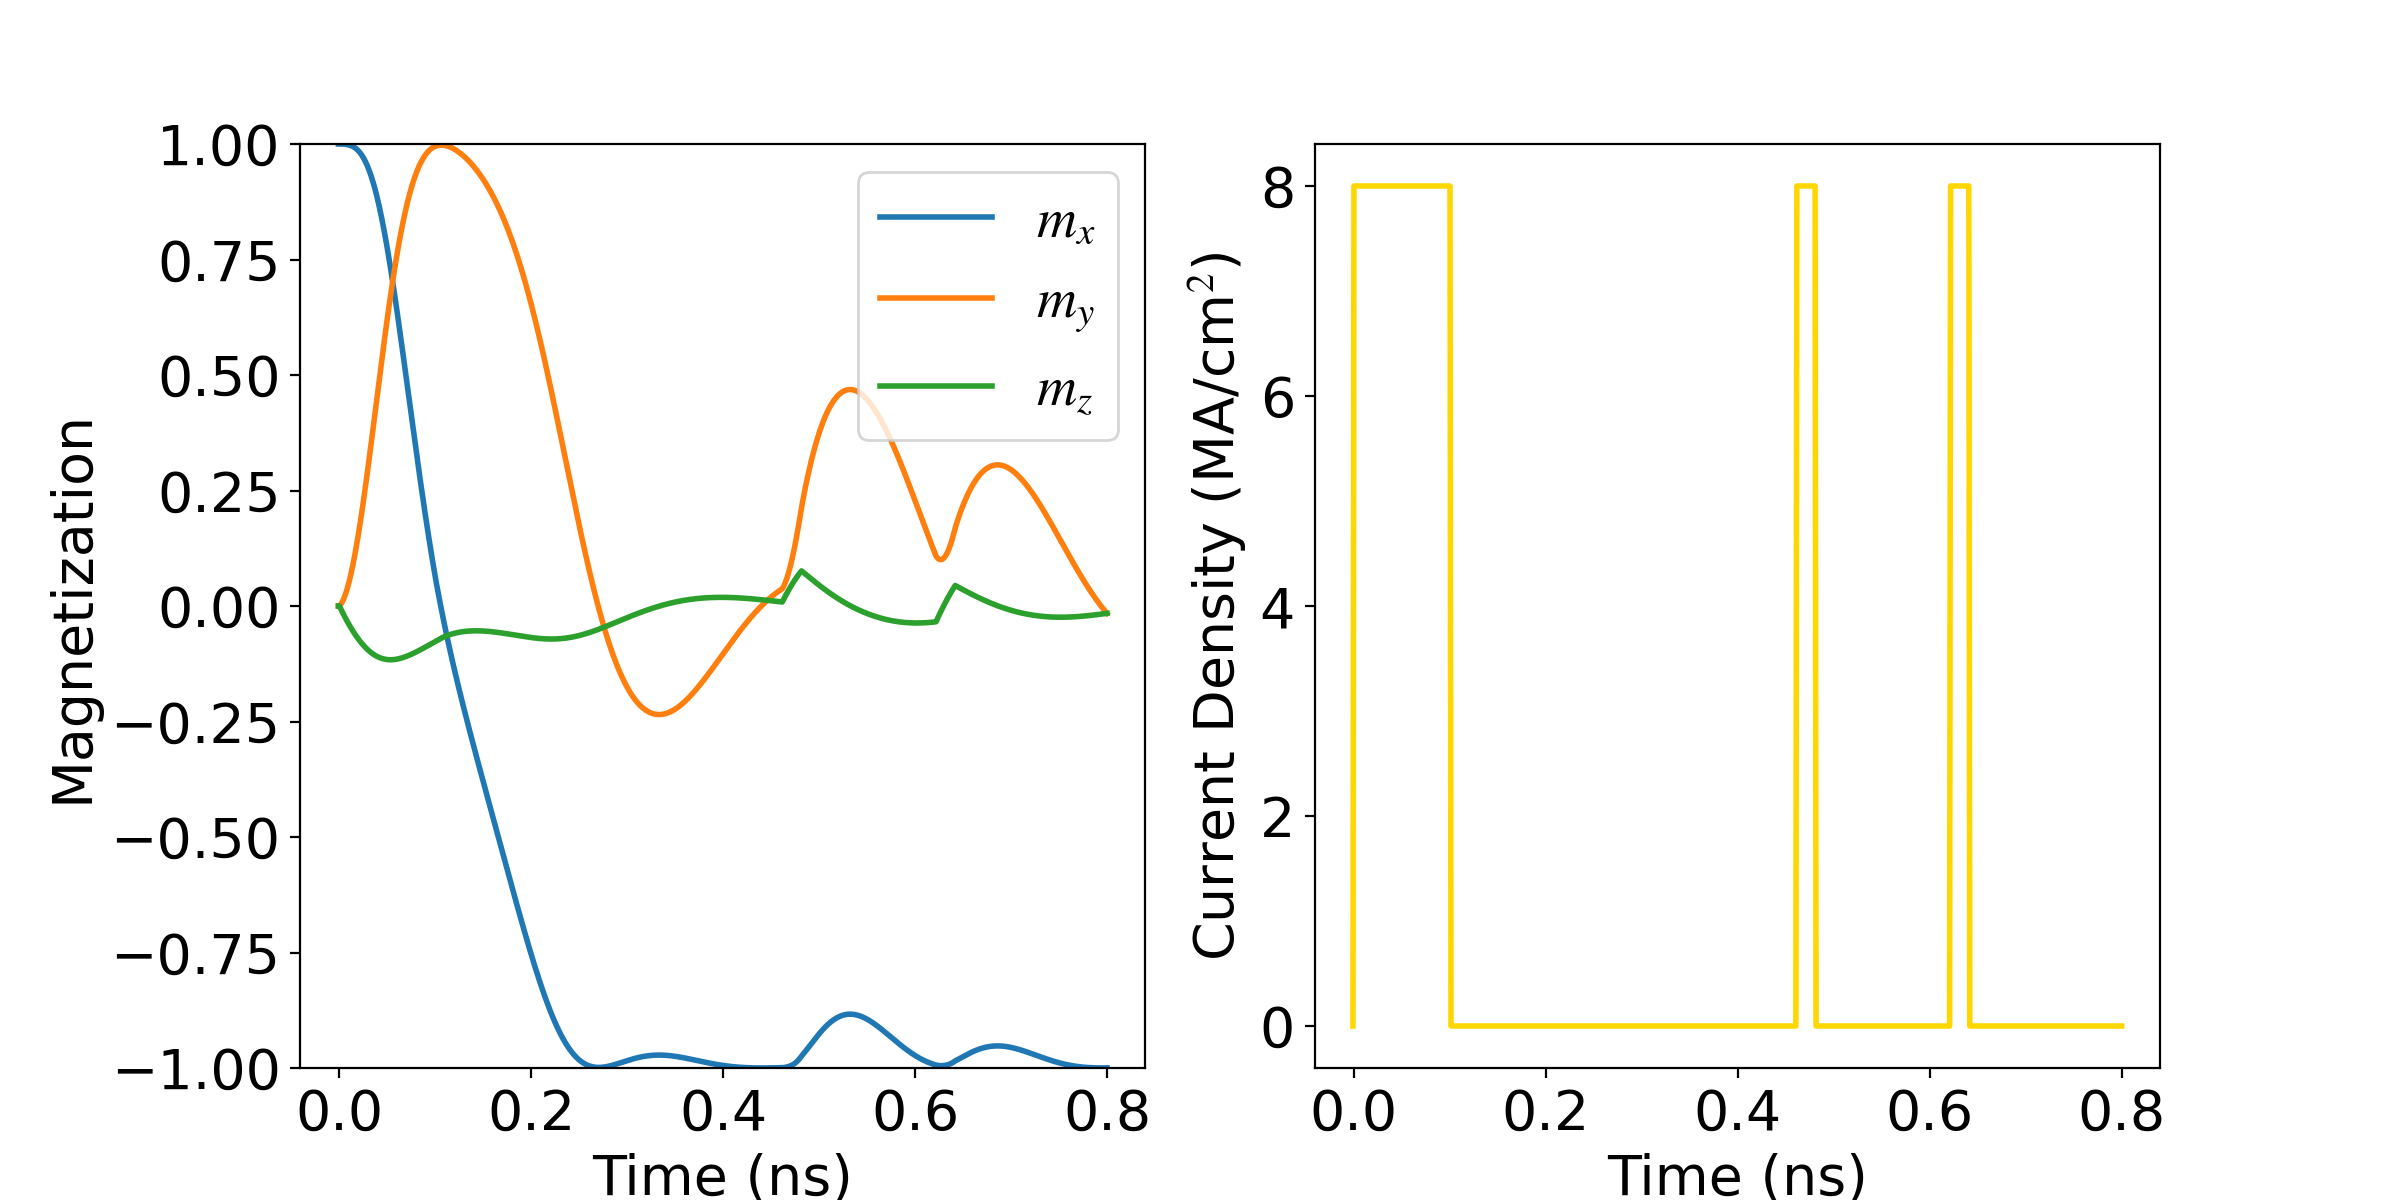 1.00
0.75
0.50
0.25
0.00
−0.25
−0.50
−0.75
−1.00
Magnetization
0.0 0.2 0.4 0.6 0.8
Time (ns)
m_x
m_y
m_z
8
6
4
2
0
Current Density (MA/cm²)
0.0 0.2 0.4 0.6 0.8
Time (ns)